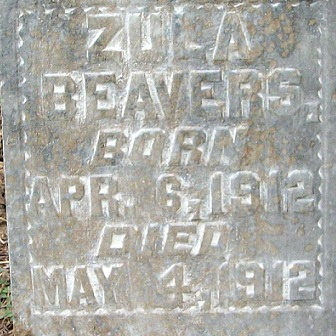 ZULA
BEAVERS,
BORN
APR. 6, 1912
DIED
MAY 4, 1912